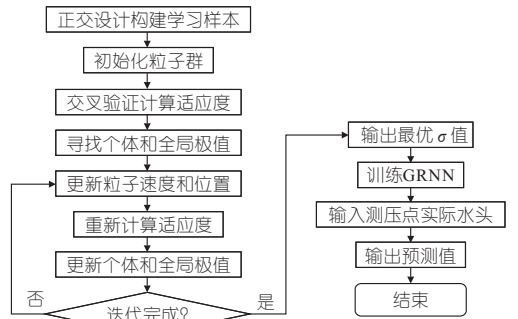 正交设计构建学习样本
初始化粒子群
交叉验证计算适应度
寻找个体和全局极值
更新粒子速度和位置
重新计算适应度
更新个体和全局极值
否
迭代完成?
是
输出最优σ值
训练GRNN
输入测压点实际水头
输出预测值
结束